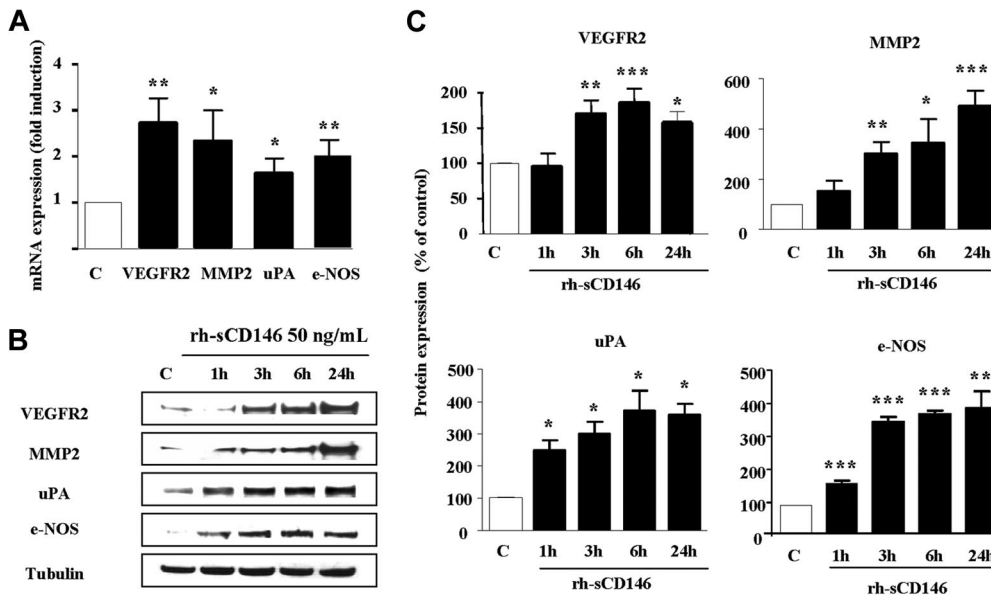 A
mRNA expression (fold induction)
4
3
2
1
0
**
*
*
**
C VEGFR2 MMP2 uPA e-NOS
B
rh-sCD146 50 ng/mL
C 1h 3h 6h 24h
VEGFR2
MMP2
uPA
e-NOS
Tubulin
C
Protein expression (% of control)
VEGFR2
200
150
100
50
0
** *** *
C 1h 3h 6h 24h
rh-sCD146
MMP2
600
400
200
0
** * ***
C 1h 3h 6h 24h
rh-sCD146
uPA
500
400
300
200
100
0
* * * *
C 1h 3h 6h 24h
rh-sCD146
e-NOS
500
400
300
200
100
0
*** *** *** **
C 1h 3h 6h 24h
rh-sCD146